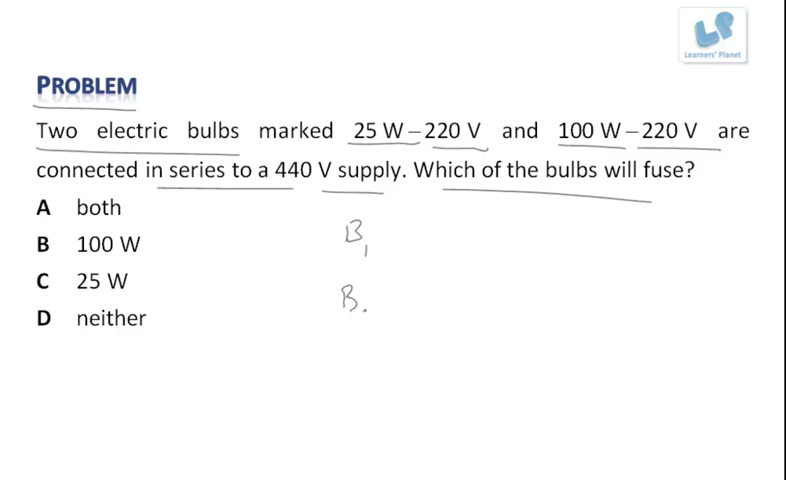 LP
Learners' Planet
PROBLEM
Two electric bulbs marked 25 W – 220 V and 100 W – 220 V are
connected in series to a 440 V supply. Which of the bulbs will fuse?
A both
B 100 W
C 25 W
D neither
B₁
B.